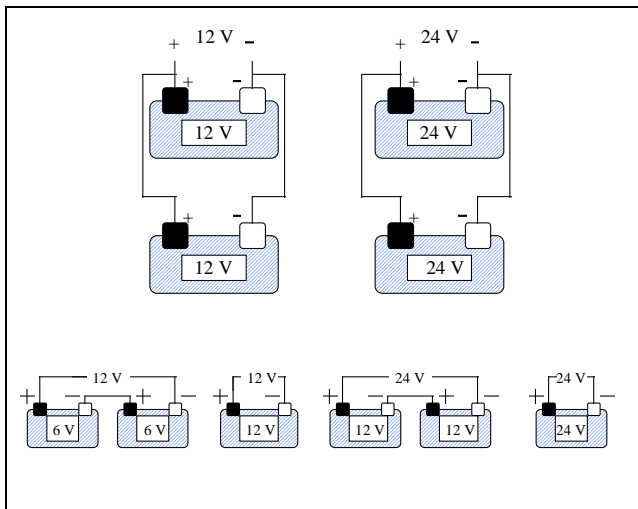 + 12 V - + 24 V -
+ - + -
12 V 24 V
+ - + -
12 V 24 V
12 V 12 V 24 V 24 V
+ - + - + - + - + - + -
6 V 6 V 12 V 12 V 12 V 24 V